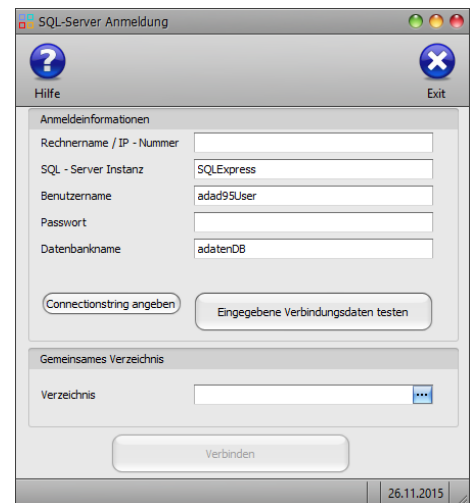 SQL-Server Anmeldung
Hilfe
Exit
Anmeldeinformationen
Rechnername / IP - Nummer
SQL - Server Instanz
SQLExpress
Benutzername
adad95User
Passwort
Datenbankname
adatenDB
Connectionstring angeben
Eingegebene Verbindungsdaten testen
Gemeinsames Verzeichnis
Verzeichnis
...
Verbinden
26.11.2015